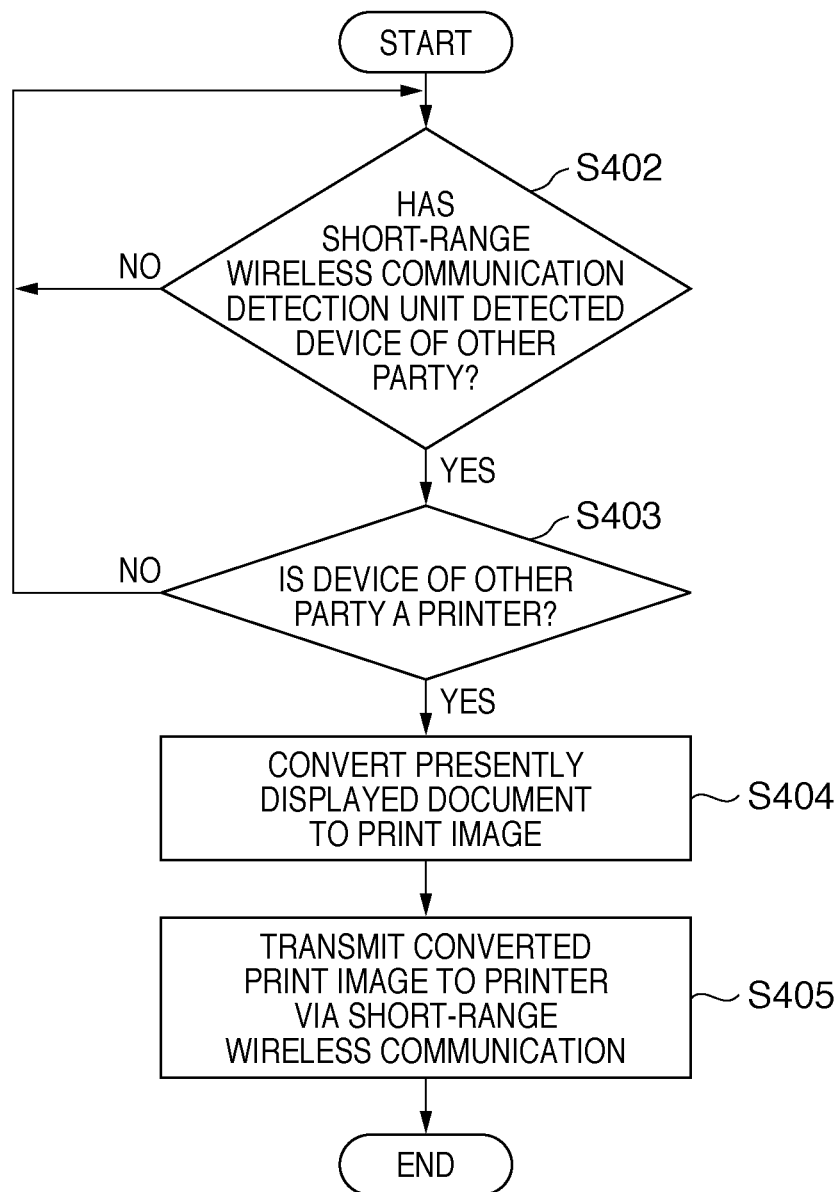 START
S402
HAS
SHORT-RANGE
WIRELESS COMMUNICATION
DETECTION UNIT DETECTED
DEVICE OF OTHER
PARTY?
NO
YES
S403
IS DEVICE OF OTHER
PARTY A PRINTER?
NO
YES
CONVERT PRESENTLY
DISPLAYED DOCUMENT
TO PRINT IMAGE
S404
TRANSMIT CONVERTED
PRINT IMAGE TO PRINTER
VIA SHORT-RANGE
WIRELESS COMMUNICATION
S405
END